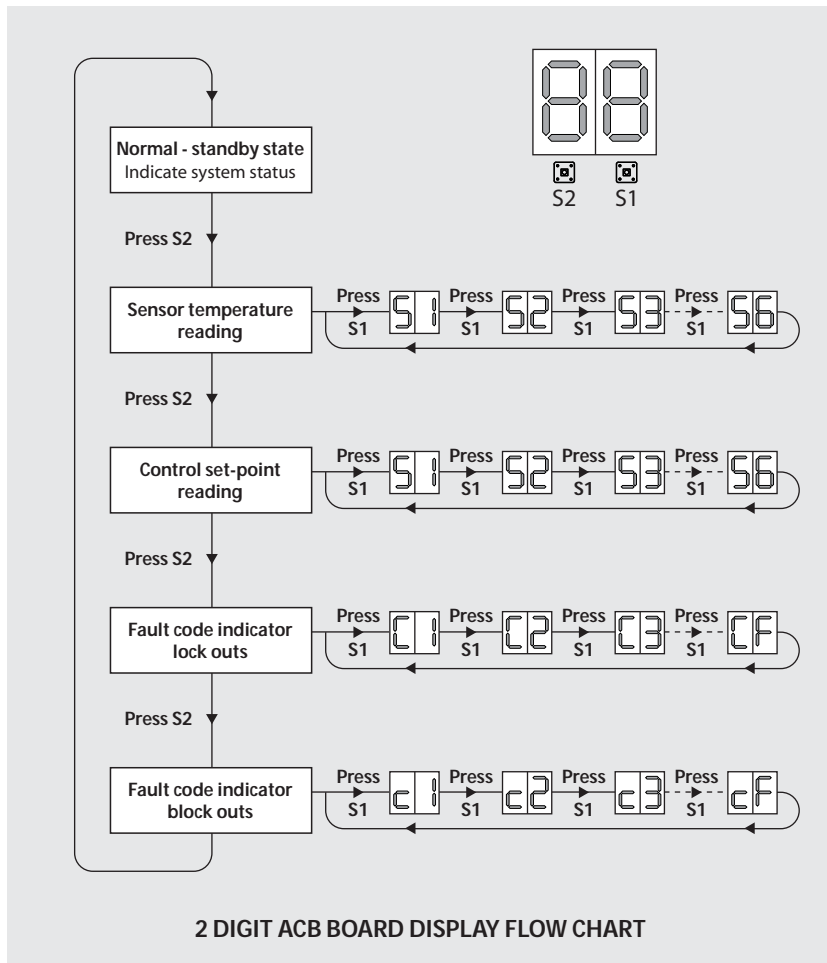 88
S2 S1
Normal - standby state
Indicate system status
Press S2
Sensor temperature
reading
Press S1 S1 Press S1 S2 Press S1 S3 Press S1 S6
Press S2
Control set-point
reading
Press S1 S1 Press S1 S2 Press S1 S3 Press S1 S6
Press S2
Fault code indicator
lock outs
Press S1 C1 Press S1 C2 Press S1 C3 Press S1 CF
Press S2
Fault code indicator
block outs
Press S1 c1 Press S1 c2 Press S1 c3 Press S1 cF
2 DIGIT ACB BOARD DISPLAY FLOW CHART